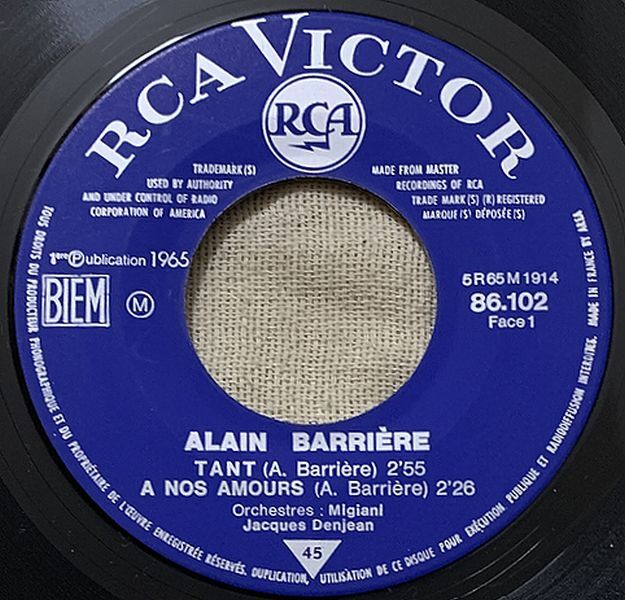 RCA VICTOR
RCA
TRADEMARK(S)
USED BY AUTHORITY
AND UNDER CONTROL OF RADIO
CORPORATION OF AMERICA
MADE FROM MASTER
RECORDINGS OF RCA
TRADE MARK(S) (R) REGISTERED
MARQUE(S) DÉPOSÉE(S)
1ère Ⓟublication 1965
BIEM
Ⓜ
5R65M1914
86.102
Face 1
ALAIN BARRIÈRE
TANT (A. Barrière) 2'55
A NOS AMOURS (A. Barrière) 2'26
Orchestres : Migiani
Jacques Denjean
45
TOUS DROITS DU PRODUCTEUR PHONOGRAPHIQUE ET DU PROPRIÉTAIRE DE L'ŒUVRE ENREGISTRÉE RÉSERVÉS. DUPLICATION, UTILISATION DE CE DISQUE POUR EXÉCUTION PUBLIQUE ET RADIODIFFUSION INTERDITES. MADE IN FRANCE BY AREA